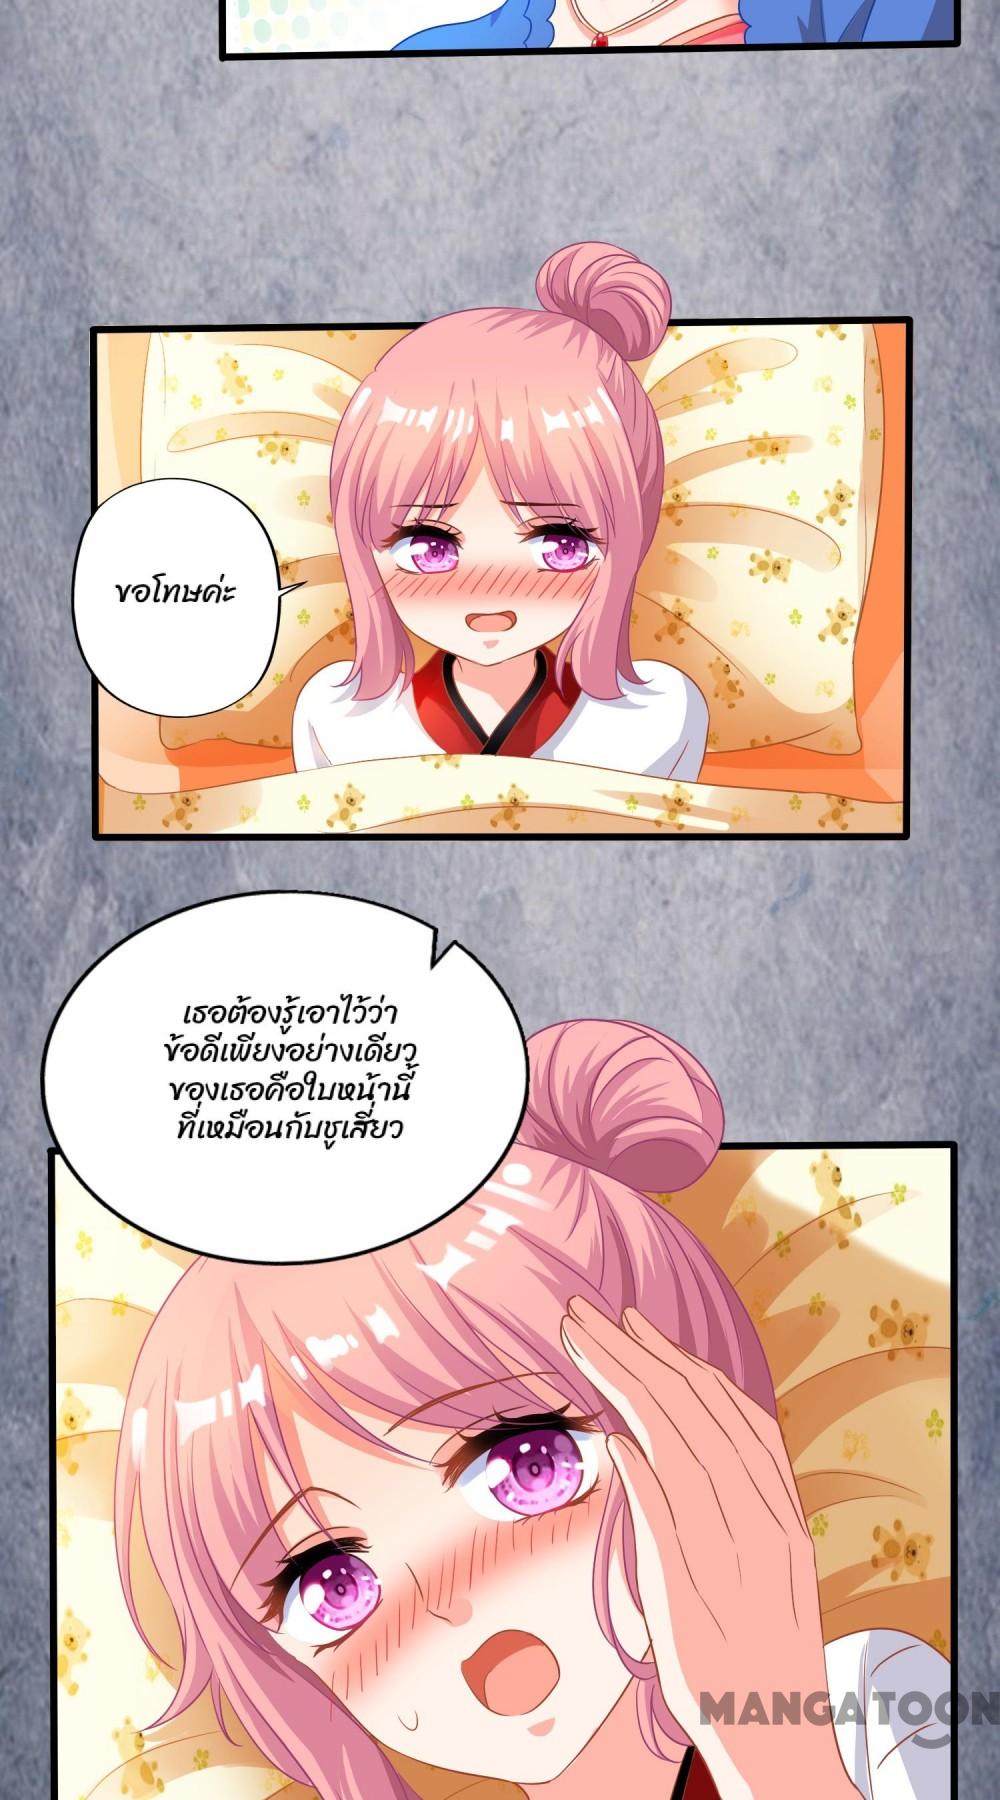 ขอโทษค่ะ
เธอต้องรู้เอาไว้ว่า
ข้อดีเพียงอย่างเดียว
ของเธอคือใบหน้านี้
ที่เหมือนกับชูเสี่ยว
MANGATOON